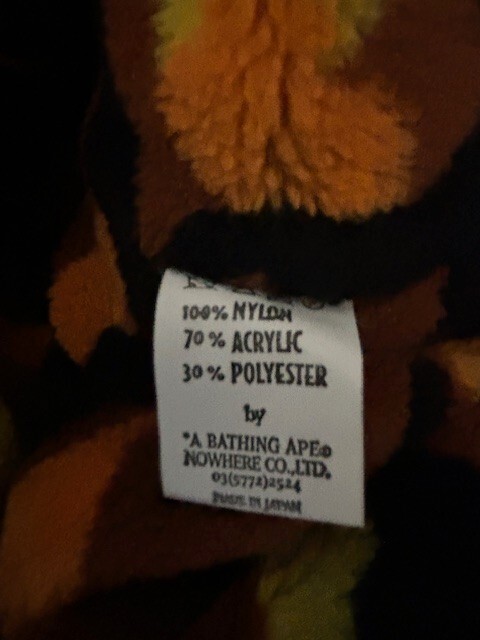 100% NYLON
70% ACRYLIC
30% POLYESTER
by
"A BATHING APE®
NOWHERE CO.,LTD.
03(5772)2524
MADE IN JAPAN